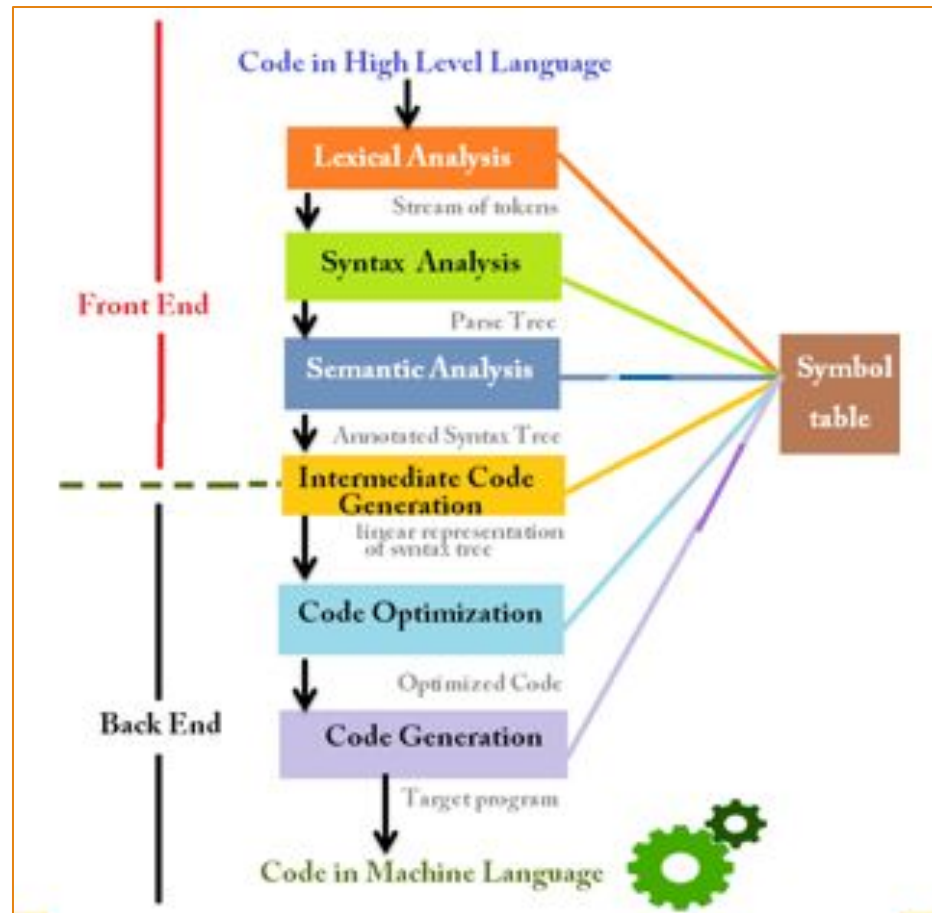 Code in High Level Language
Lexical Analysis
Stream of tokens
Syntax Analysis
Front End
Parse Tree
Semantic Analysis
Symbol
table
Annotated Syntax Tree
Intermediate Code
Generation
linear representation
of syntax tree
Code Optimization
Optimized Code
Back End
Code Generation
Target program
Code in Machine Language